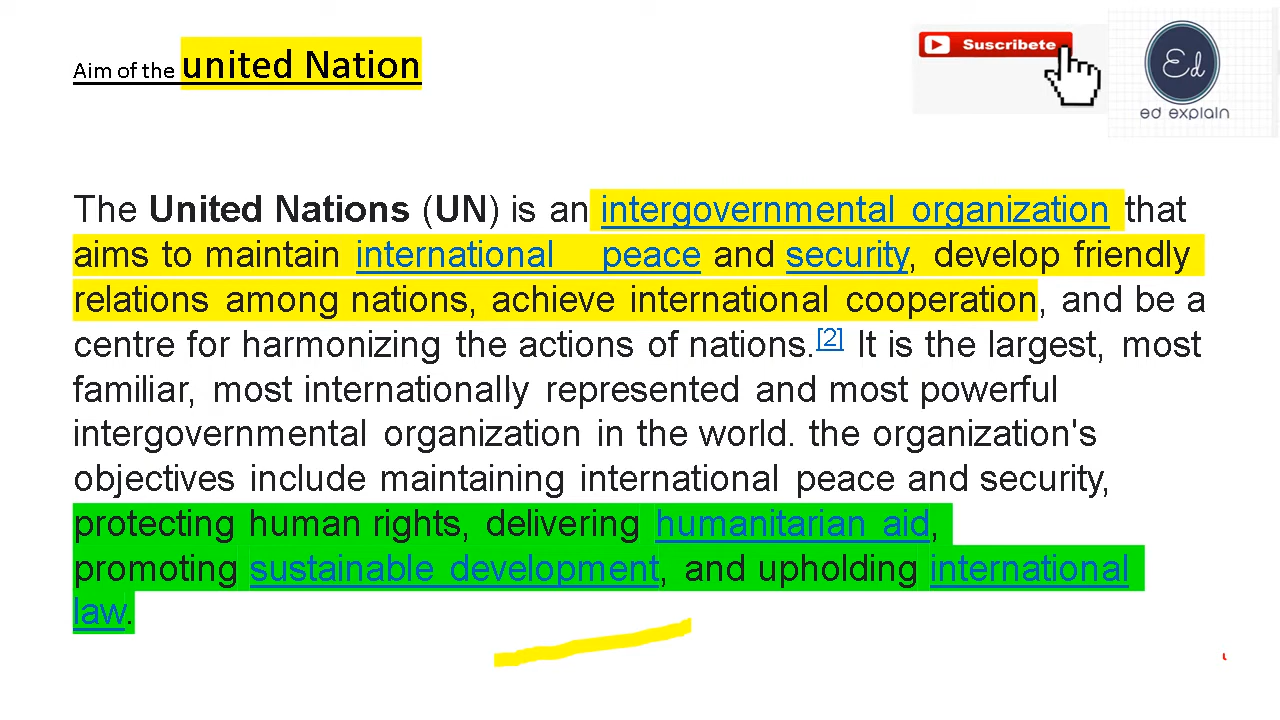 Aim of the united Nation
Suscribete
Ed
ed explain
The United Nations (UN) is an intergovernmental organization that
aims to maintain international peace and security, develop friendly
relations among nations, achieve international cooperation, and be a
centre for harmonizing the actions of nations.[2] It is the largest, most
familiar, most internationally represented and most powerful
intergovernmental organization in the world. the organization's
objectives include maintaining international peace and security,
protecting human rights, delivering humanitarian aid,
promoting sustainable development, and upholding international
law.